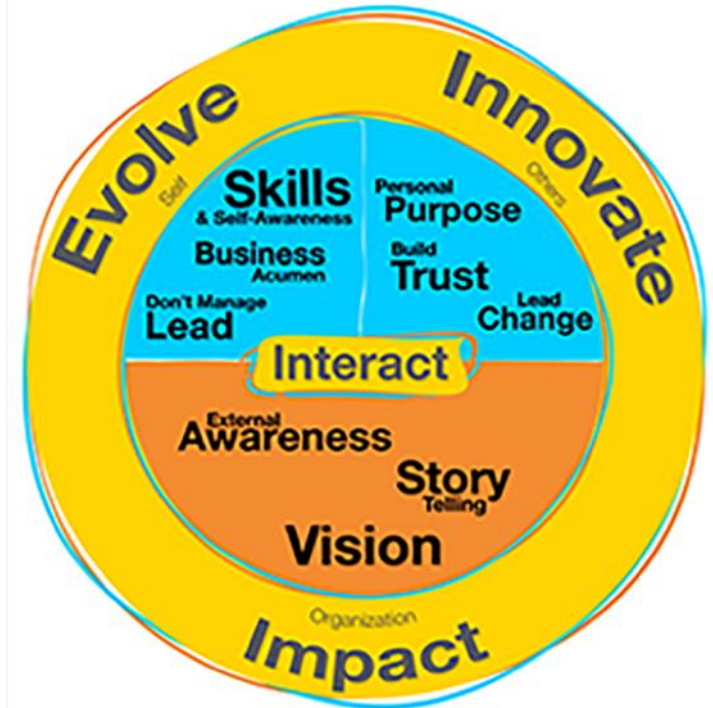 Evolve
Self
Innovate
Others
Skills
& Self-Awareness
Business
Acumen
Don't Manage
Lead
Personal
Purpose
Build
Trust
Lead
Change
Interact
External
Awareness
Story
Telling
Vision
Organization
Impact